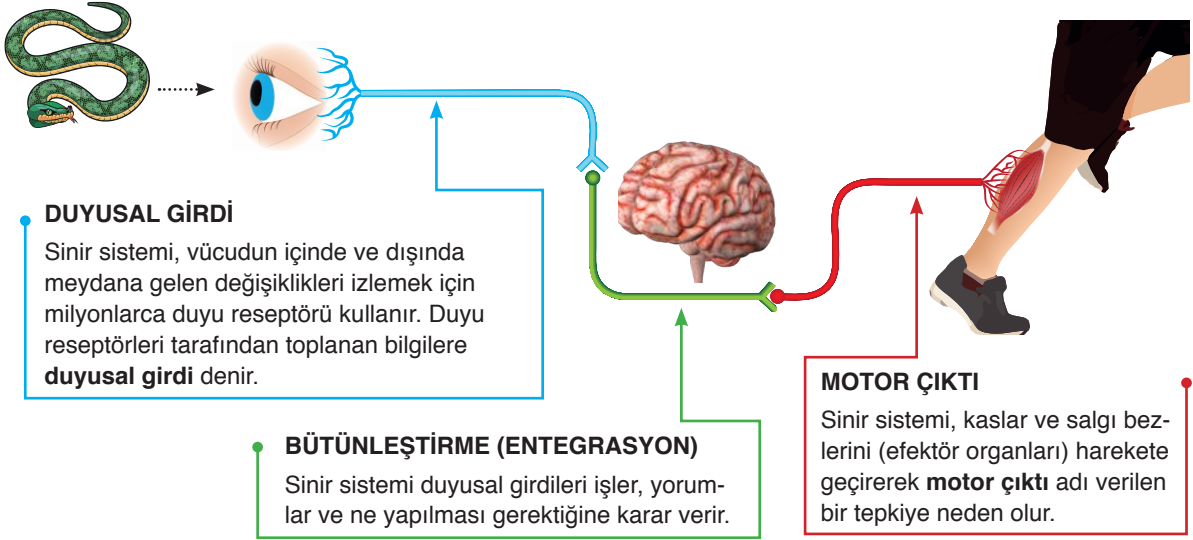 DUYUSAL GİRDİ
Sinir sistemi, vücudun içinde ve dışında
meydana gelen değişiklikleri izlemek için
milyonlarca duyu reseptörü kullanır. Duyu
reseptörleri tarafından toplanan bilgilere
duyusal girdi denir.
BÜTÜNLEŞTİRME (ENTEGRASYON)
Sinir sistemi duyusal girdileri işler, yorum-
lar ve ne yapılması gerektiğine karar verir.
MOTOR ÇIKTI
Sinir sistemi, kaslar ve salgı bez-
lerini (efektör organları) harekete
geçirerek motor çıktı adı verilen
bir tepkiye neden olur.